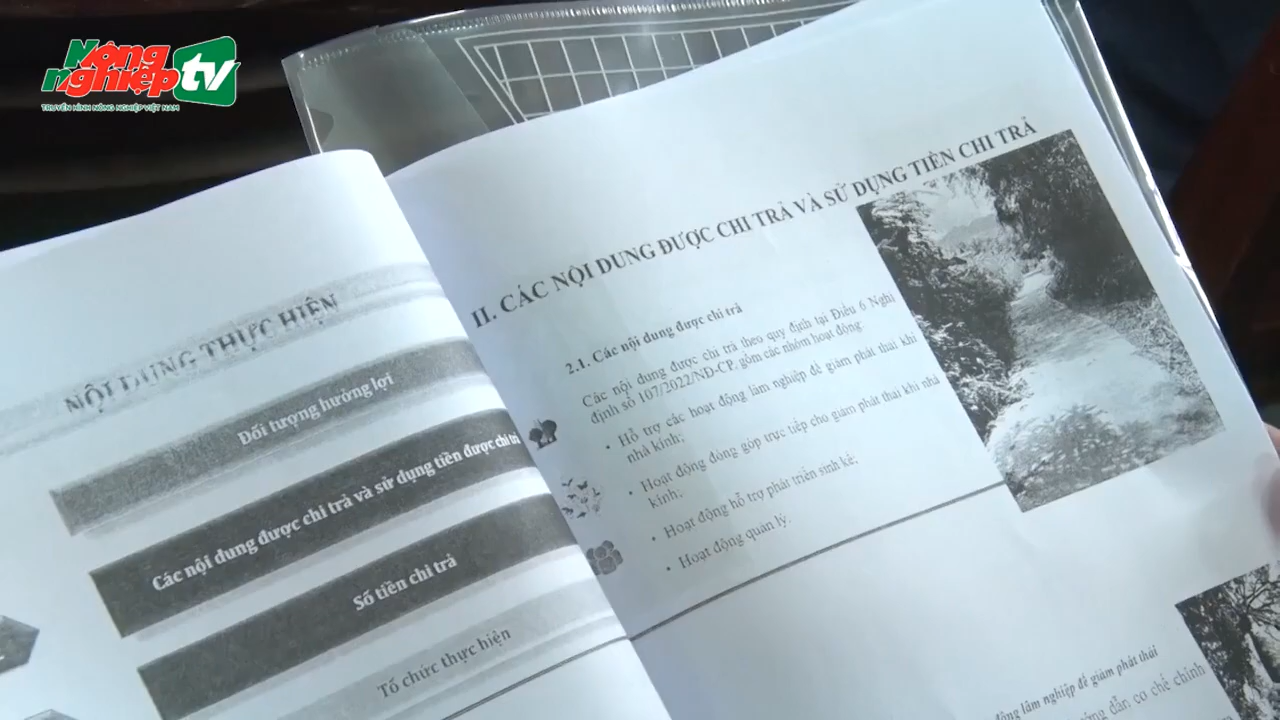 Nông
nghiệp tv
TRUYỀN HÌNH NÔNG NGHIỆP VIỆT NAM
NỘI DUNG THỰC HIỆN
Đối tượng hưởng lợi
Các nội dung được chi trả và sử dụng tiền được chi trả
Số tiền chi trả
Tổ chức thực hiện
II. CÁC NỘI DUNG ĐƯỢC CHI TRẢ VÀ SỬ DỤNG TIỀN CHI TRẢ
2.1. Các nội dung được chi trả
Các nội dung được chi trả theo quy định tại Điều 6 Nghị
định số 107/2022/NĐ-CP, gồm các nhóm hoạt động:
• Hỗ trợ các hoạt động lâm nghiệp để giảm phát thải khí
nhà kính;
• Hoạt động đóng góp trực tiếp cho giảm phát thải khí nhà
kính;
• Hoạt động hỗ trợ phát triển sinh kế;
• Hoạt động quản lý.
động lâm nghiệp để giảm phát thải
dẫn cơ chế chính